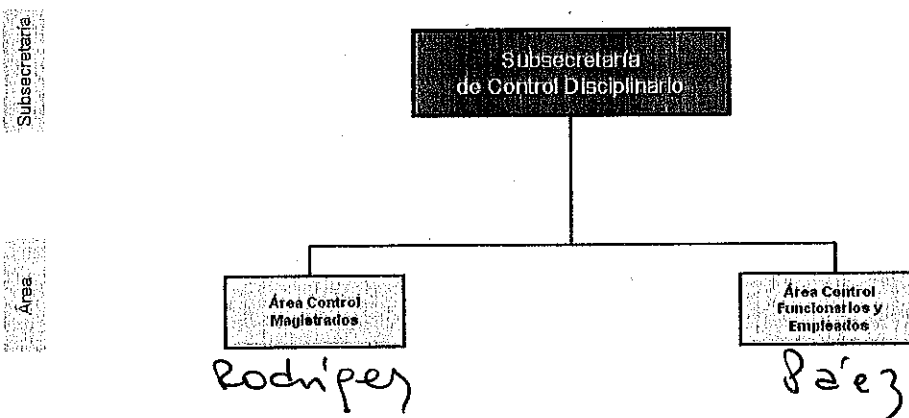 Subsecretaría
Subsecretaría
de Control Disciplinario
Área
Área Control
Magistrados
Área Control
Funcionarios y
Empleados
Rodríguez
Páez